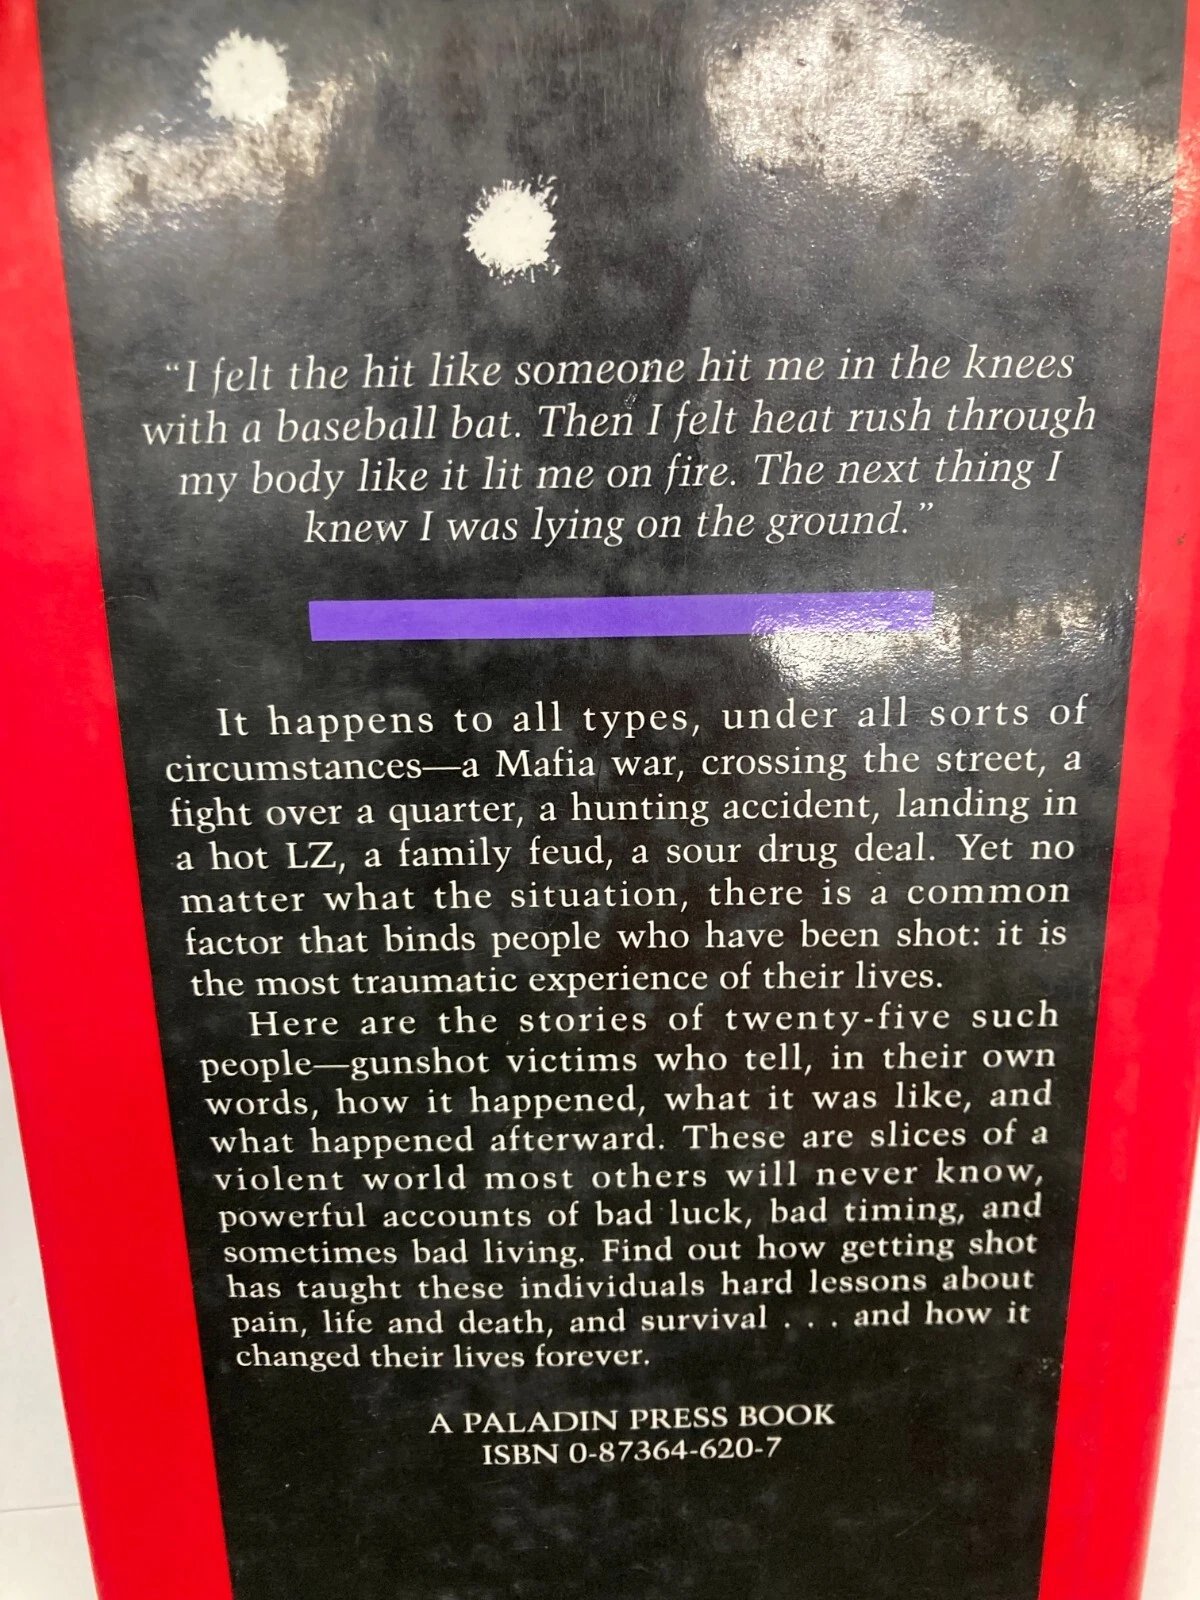 "I felt the hit like someone hit me in the knees
with a baseball bat. Then I felt heat rush through
my body like it lit me on fire. The next thing I
knew I was lying on the ground."
It happens to all types, under all sorts of
circumstances—a Mafia war, crossing the street, a
fight over a quarter, a hunting accident, landing in
a hot LZ, a family feud, a sour drug deal. Yet no
matter what the situation, there is a common
factor that binds people who have been shot: it is
the most traumatic experience of their lives.
Here are the stories of twenty-five such
people—gunshot victims who tell, in their own
words, how it happened, what it was like, and
what happened afterward. These are slices of a
violent world most others will never know,
powerful accounts of bad luck, bad timing, and
sometimes bad living. Find out how getting shot
has taught these individuals hard lessons about
pain, life and death, and survival . . . and how it
changed their lives forever.
A PALADIN PRESS BOOK
ISBN 0-87364-620-7